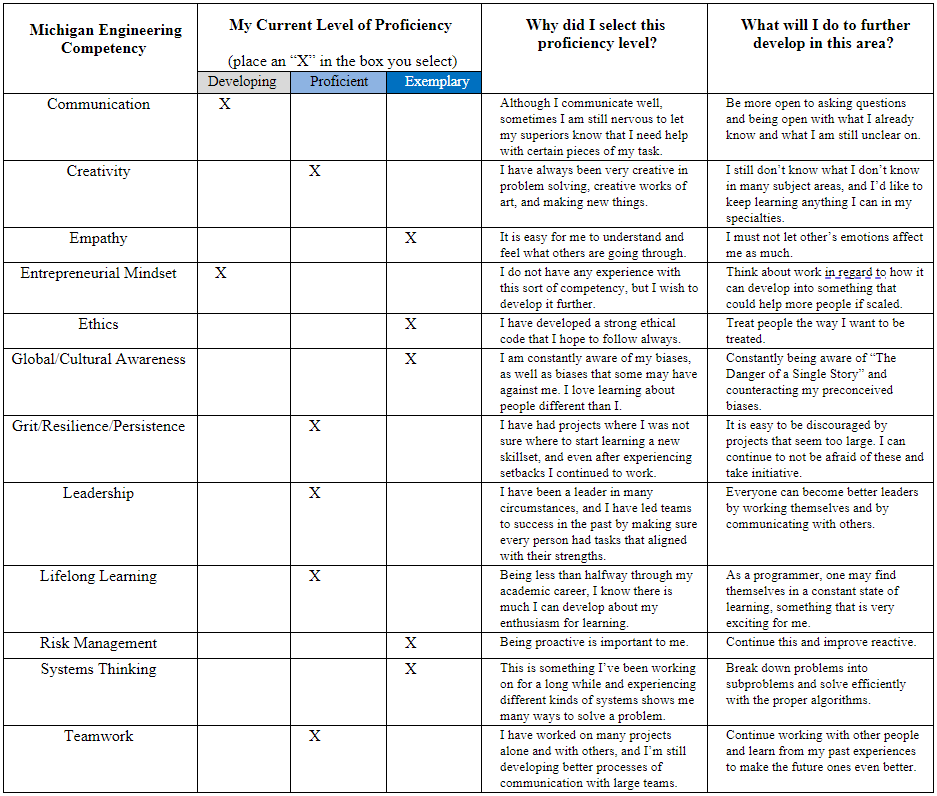 Michigan Engineering
Competency
My Current Level of Proficiency
(place an “X” in the box you select)
Developing
Proficient
Exemplary
Why did I select this
proficiency level?
What will I do to further
develop in this area?
Communication
X
Although I communicate well,
sometimes I am still nervous to let
my superiors know that I need help
with certain pieces of my task.
Be more open to asking questions
and being open with what I already
know and what I am still unclear on.
Creativity
X
I have always been very creative in
problem solving, creative works of
art, and making new things.
I still don’t know what I don’t know
in many subject areas, and I’d like to
keep learning anything I can in my
specialties.
Empathy
X
It is easy for me to understand and
feel what others are going through.
I must not let other’s emotions affect
me as much.
Entrepreneurial Mindset
X
I do not have any experience with
this sort of competency, but I wish to
develop it further.
Think about work in regard to how it
can develop into something that
could help more people if scaled.
Ethics
X
I have developed a strong ethical
code that I hope to follow always.
Treat people the way I want to be
treated.
Global/Cultural Awareness
X
I am constantly aware of my biases,
as well as biases that some may have
against me. I love learning about
people different than I.
Constantly being aware of “The
Danger of a Single Story” and
counteracting my preconceived
biases.
Grit/Resilience/Persistence
X
I have had projects where I was not
sure where to start learning a new
skillset, and even after experiencing
setbacks I continued to work.
It is easy to be discouraged by
projects that seem too large. I can
continue to not be afraid of these and
take initiative.
Leadership
X
I have been a leader in many
circumstances, and I have led teams
to success in the past by making sure
every person had tasks that aligned
with their strengths.
Everyone can become better leaders
by working themselves and by
communicating with others.
Lifelong Learning
X
Being less than halfway through my
academic career, I know there is
much I can develop about my
enthusiasm for learning.
As a programmer, one may find
themselves in a constant state of
learning, something that is very
exciting for me.
Risk Management
X
Being proactive is important to me.
Continue this and improve reactive.
Systems Thinking
X
This is something I’ve been working
on for a long while and experiencing
different kinds of systems shows me
many ways to solve a problem.
Break down problems into
subproblems and solve efficiently
with the proper algorithms.
Teamwork
X
I have worked on many projects
alone and with others, and I’m still
developing better processes of
communication with large teams.
Continue working with other people
and learn from my past experiences
to make the future ones even better.